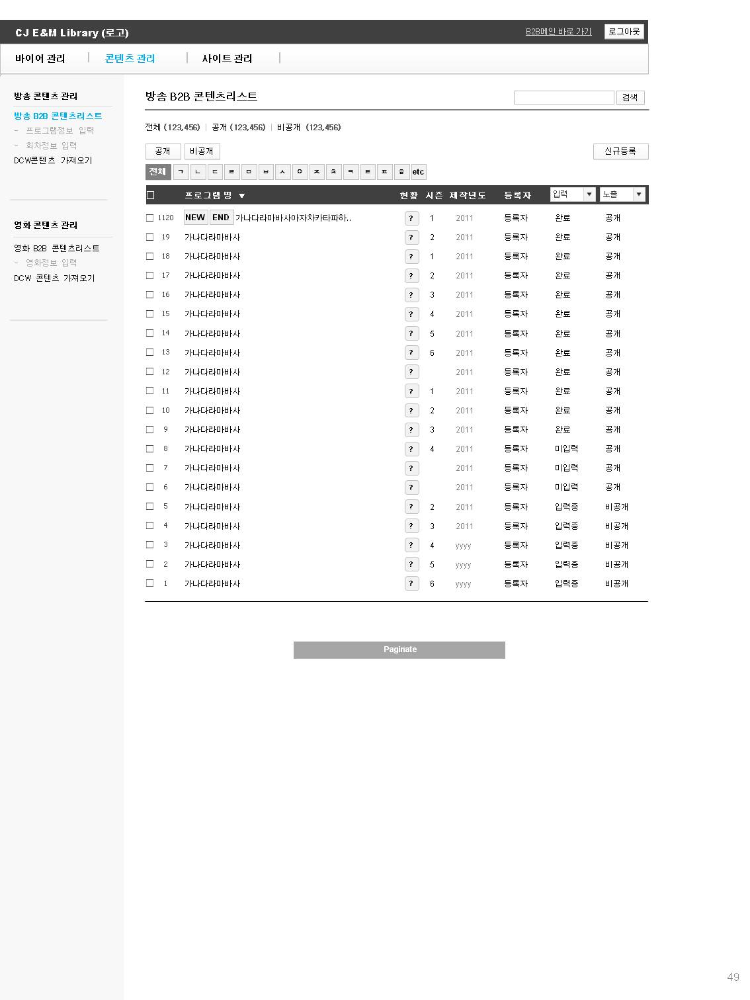 CJ E&M Library (로고) B2B메인 바로 가기 로그아웃
바이어 관리 콘텐츠 관리 사이트 관리
방송 콘텐츠 관리
방송 B2B 콘텐츠리스트
- 프로그램정보 입력
- 회차정보 입력
DCW콘텐츠 가져오기
영화 콘텐츠 관리
영화 B2B 콘텐츠리스트
- 영화정보 입력
DCW 콘텐츠 가져오기
방송 B2B 콘텐츠리스트 검색
전체 (123,456) | 공개 (123,456) | 비공개 (123,456)
공개 비공개 신규등록
전체 ㄱ ㄴ ㄷ ㄹ ㅁ ㅂ ㅅ ㅇ ㅈ ㅊ ㅋ ㅌ ㅍ ㅎ etc
프로그램 명 ▼ 현황 시즌 제작년도 등록자 입력 ▼ 노출 ▼
1120 NEW END 가나다라마바사아자차카타파하.. ? 1 2011 등록자 완료 공개
19 가나다라마바사 ? 2 2011 등록자 완료 공개
18 가나다라마바사 ? 1 2011 등록자 완료 공개
17 가나다라마바사 ? 2 2011 등록자 완료 공개
16 가나다라마바사 ? 3 2011 등록자 완료 공개
15 가나다라마바사 ? 4 2011 등록자 완료 공개
14 가나다라마바사 ? 5 2011 등록자 완료 공개
13 가나다라마바사 ? 6 2011 등록자 완료 공개
12 가나다라마바사 ? 2011 등록자 완료 공개
11 가나다라마바사 ? 1 2011 등록자 완료 공개
10 가나다라마바사 ? 2 2011 등록자 완료 공개
9 가나다라마바사 ? 3 2011 등록자 완료 공개
8 가나다라마바사 ? 4 2011 등록자 미입력 공개
7 가나다라마바사 ? 2011 등록자 미입력 공개
6 가나다라마바사 ? 2011 등록자 미입력 공개
5 가나다라마바사 ? 2 2011 등록자 입력중 비공개
4 가나다라마바사 ? 3 2011 등록자 입력중 비공개
3 가나다라마바사 ? 4 yyyy 등록자 입력중 비공개
2 가나다라마바사 ? 5 yyyy 등록자 입력중 비공개
1 가나다라마바사 ? 6 yyyy 등록자 입력중 비공개
Paginate
49